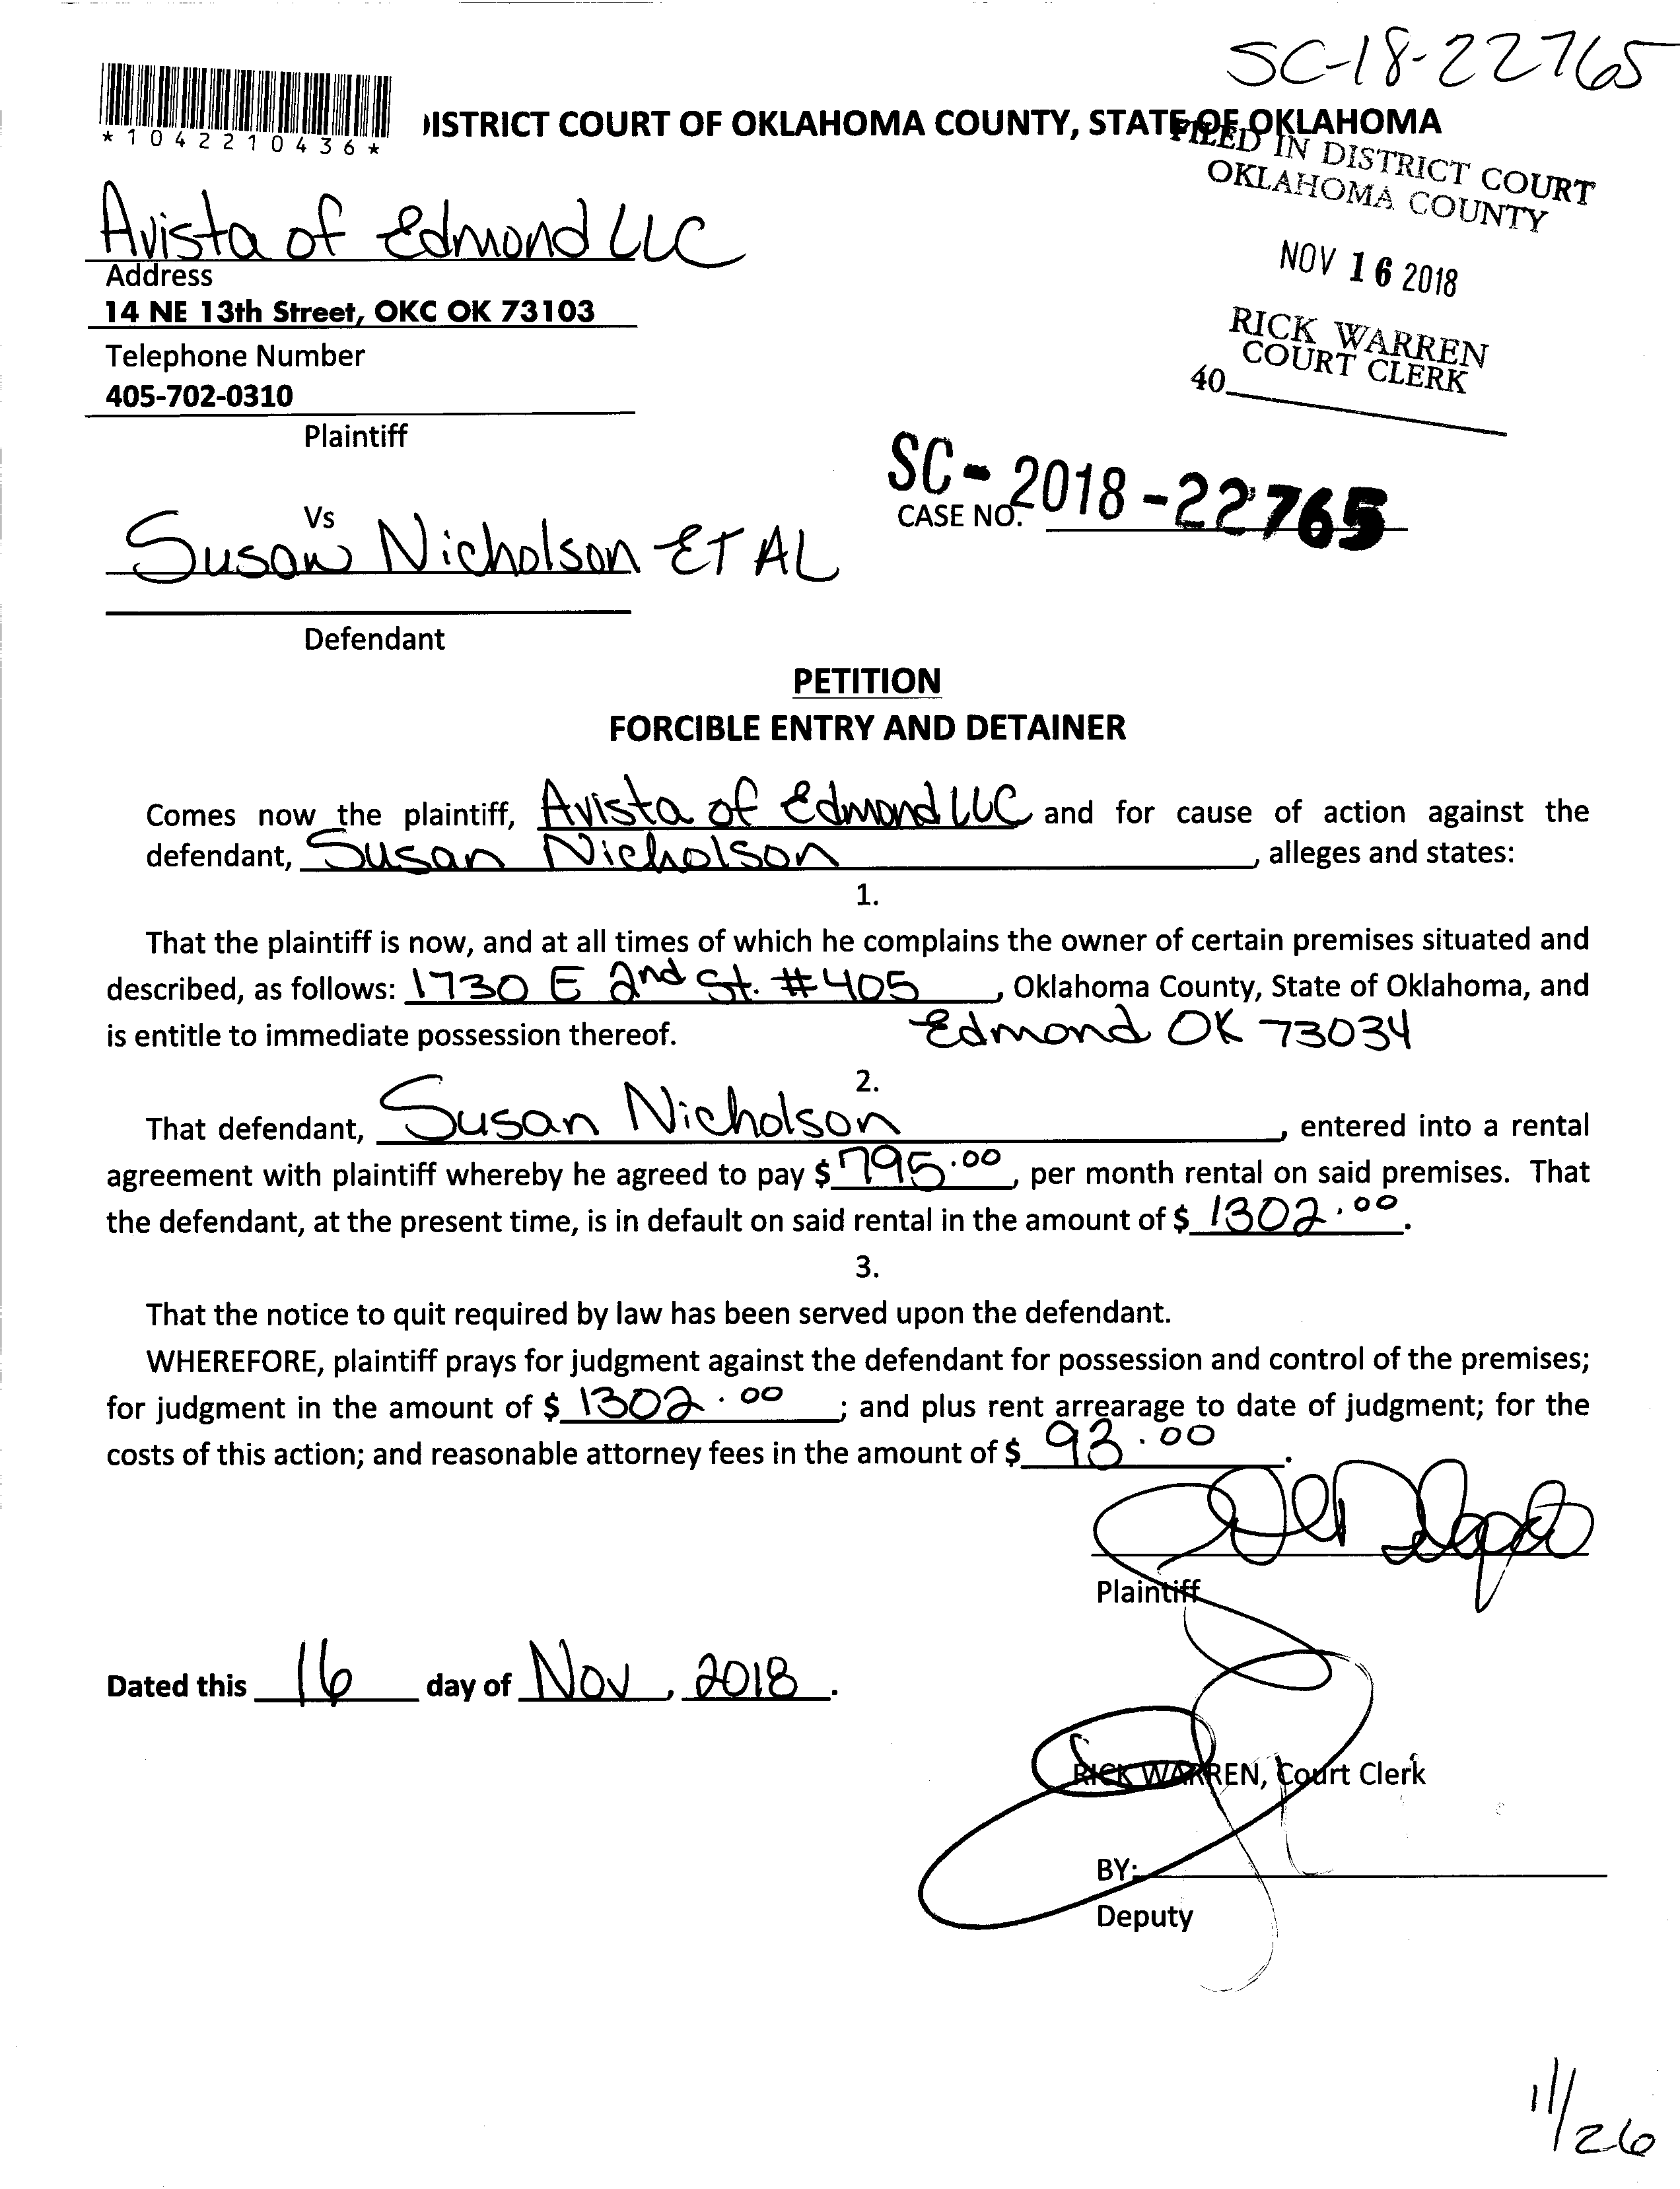 SC-18-22765
*1042210436*
DISTRICT COURT OF OKLAHOMA COUNTY, STATE OF OKLAHOMA
FILED IN DISTRICT COURT
OKLAHOMA COUNTY
NOV 16 2018
RICK WARREN
COURT CLERK
40
Avista of Edmond LLC
Address
14 NE 13th Street, OKC OK 73103
Telephone Number
405-702-0310
Plaintiff
SC-2018-22765
CASE NO.
Vs
Susan Nicholson ET AL
Defendant
PETITION
FORCIBLE ENTRY AND DETAINER
Comes now the plaintiff, Avista of Edmond LLC and for cause of action against the
defendant, Susan Nicholson, alleges and states:
1.
That the plaintiff is now, and at all times of which he complains the owner of certain premises situated and
described, as follows: 1730 E 2nd St. #405, Oklahoma County, State of Oklahoma, and
is entitle to immediate possession thereof. Edmond OK 73034
2.
That defendant, Susan Nicholson, entered into a rental
agreement with plaintiff whereby he agreed to pay $ 795.00, per month rental on said premises. That
the defendant, at the present time, is in default on said rental in the amount of $ 1302.00.
3.
That the notice to quit required by law has been served upon the defendant.
WHEREFORE, plaintiff prays for judgment against the defendant for possession and control of the premises;
for judgment in the amount of $ 1302.00; and plus rent arrearage to date of judgment; for the
costs of this action; and reasonable attorney fees in the amount of $ 93.00.
Plaintiff
Dated this 16 day of Nov, 2018.
RICK WARREN, Court Clerk
BY:
Deputy
11/26